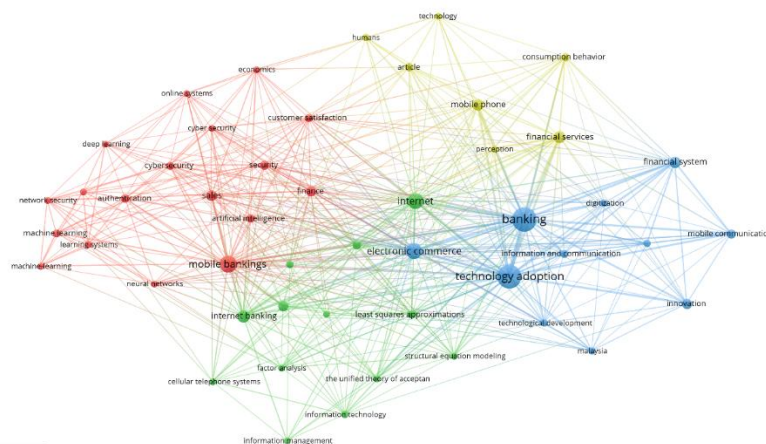 technology
humans
consumption behavior
article
economics
online systems
mobile phone
customer satisfaction
cyber security
financial services
deep learning
perception
financial system
cybersecurity
security
finance
sales
network security
authentication
internet
digitization
artificial intelligence
banking
machine learning
mobile communicatio
learning systems
electronic commerce
information and communication
mobile bankings
machine learning
technology adoption
neural networks
innovation
internet banking
least squares approximations
technological development
malaysia
structural equation modeling
factor analysis
cellular telephone systems
the unified theory of acceptan
information technology
information management